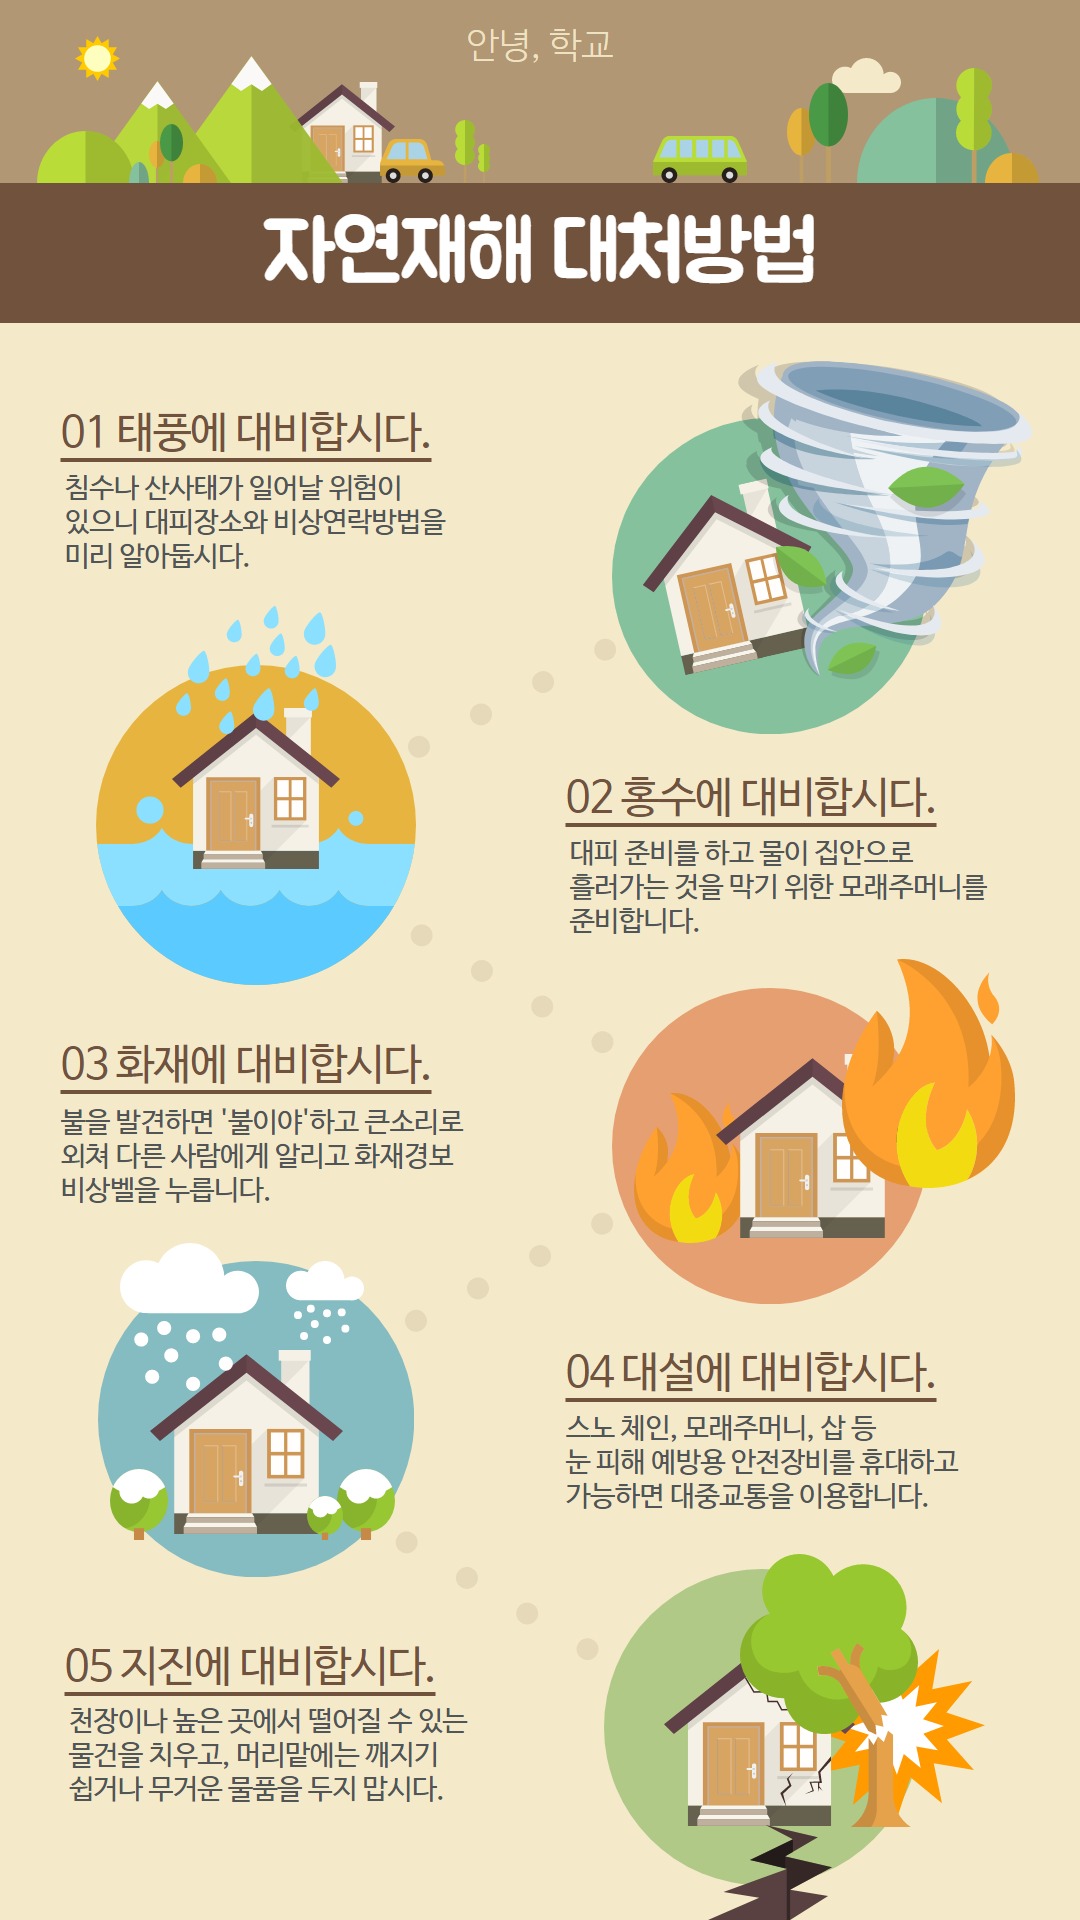 안녕, 학교
자연재해 대처방법
01 태풍에 대비합시다.
침수나 산사태가 일어날 위험이
있으니 대피장소와 비상연락방법을
미리 알아둡시다.
02 홍수에 대비합시다.
대피 준비를 하고 물이 집안으로
흘러가는 것을 막기 위한 모래주머니를
준비합니다.
03 화재에 대비합시다.
불을 발견하면 '불이야'하고 큰소리로
외쳐 다른 사람에게 알리고 화재경보
비상벨을 누릅니다.
04 대설에 대비합시다.
스노 체인, 모래주머니, 삽 등
눈 피해 예방용 안전장비를 휴대하고
가능하면 대중교통을 이용합니다.
05 지진에 대비합시다.
천장이나 높은 곳에서 떨어질 수 있는
물건을 치우고, 머리맡에는 깨지기
쉽거나 무거운 물품을 두지 맙시다.